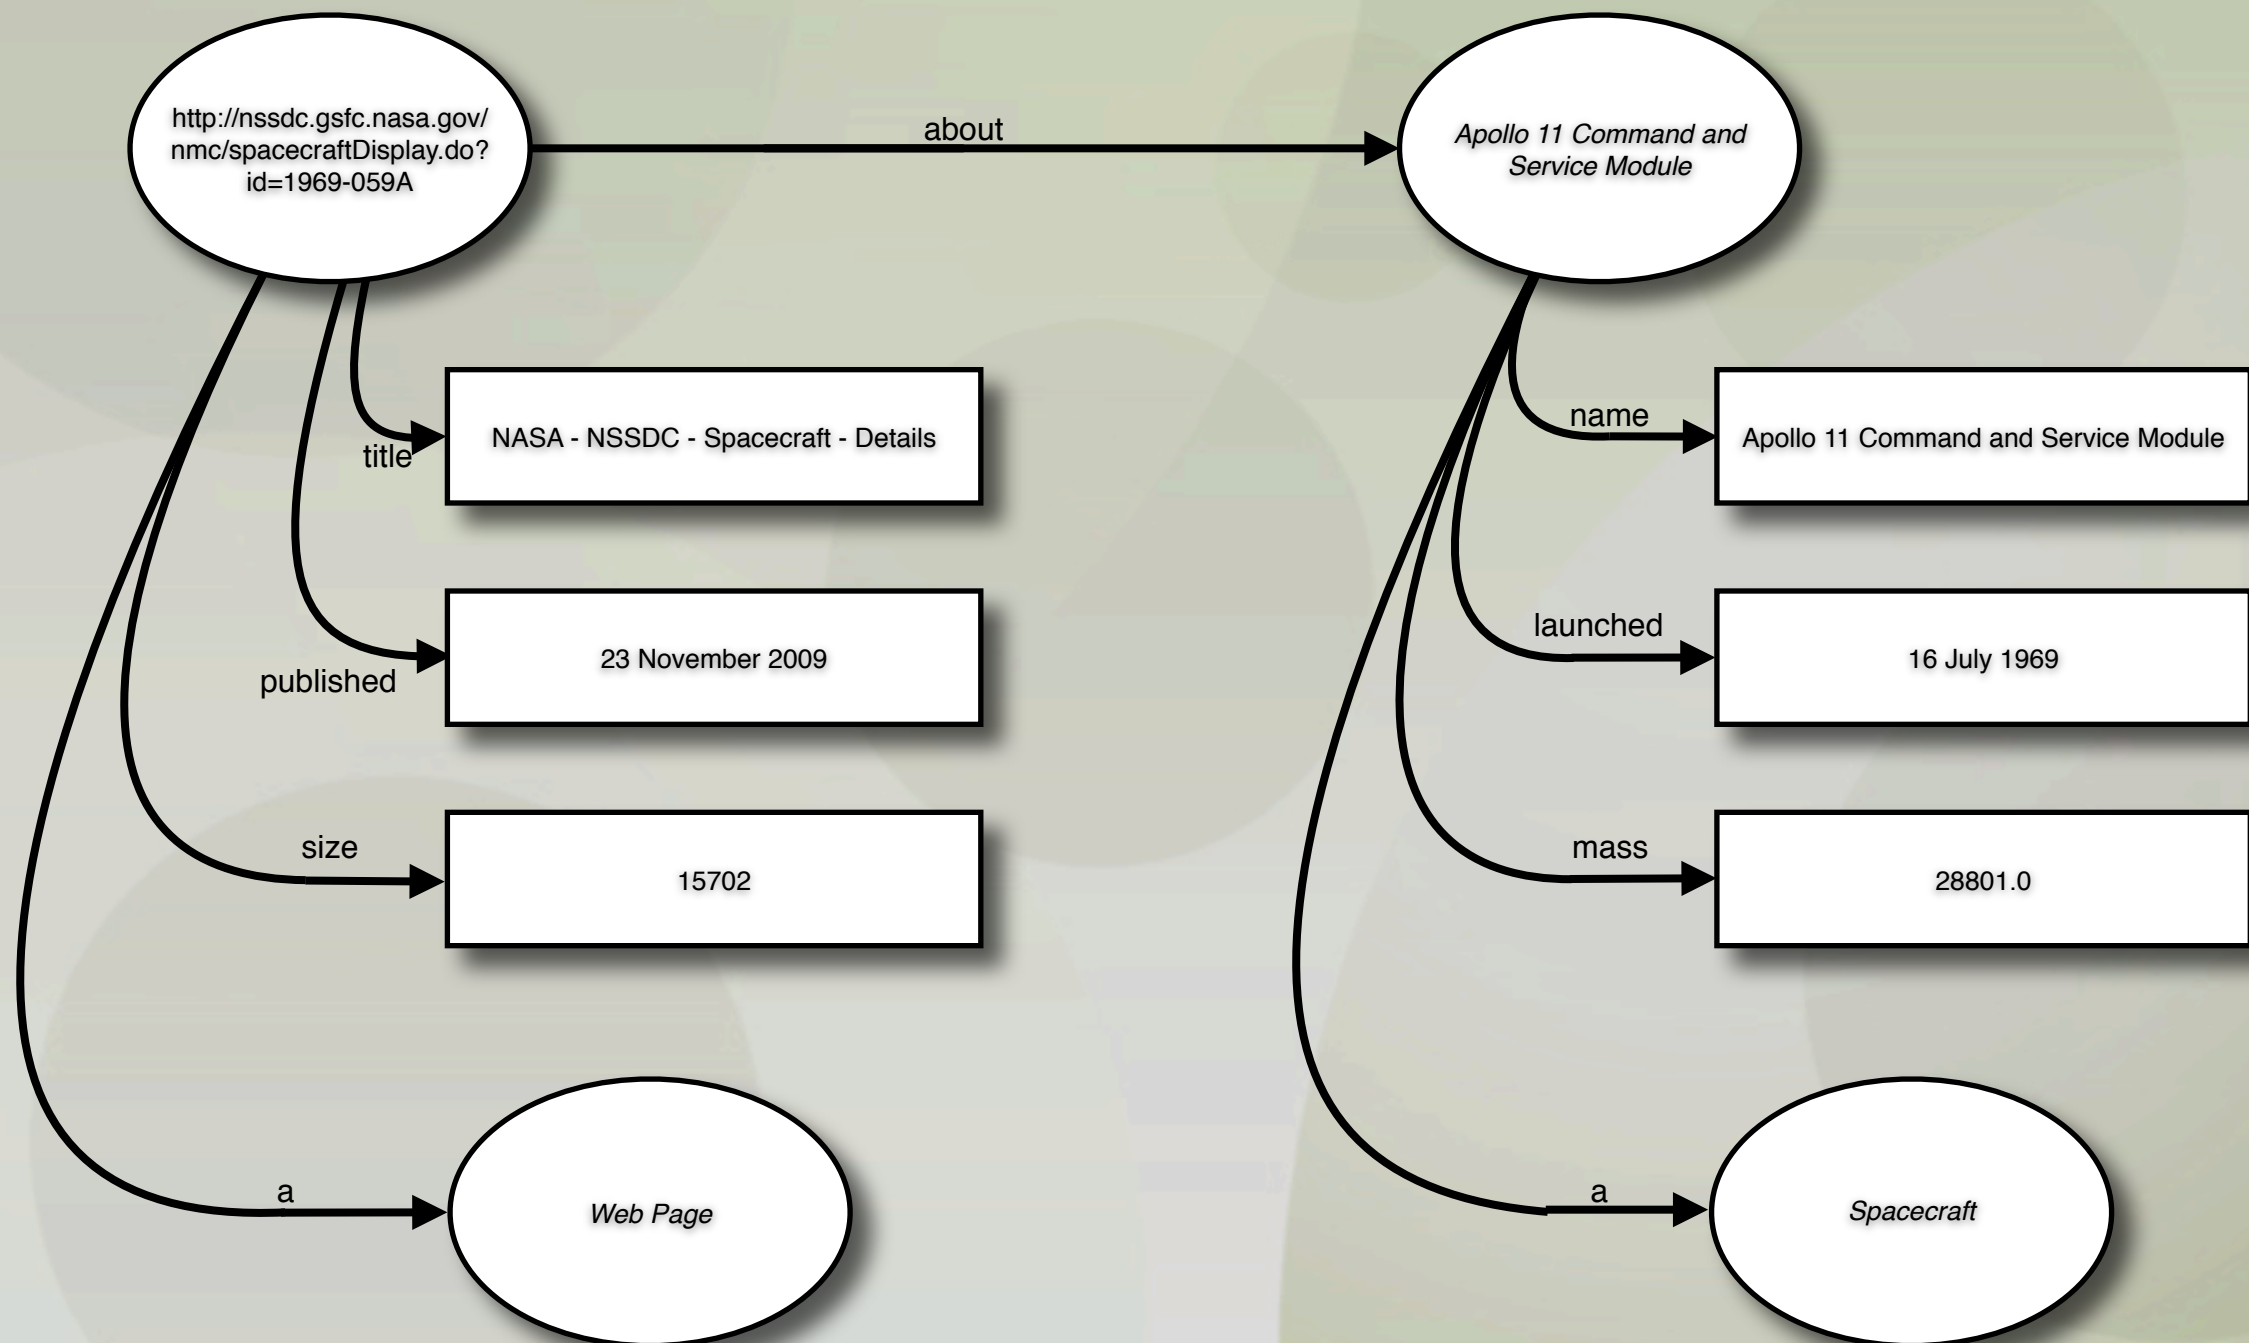 http://nssdc.gsfc.nasa.gov/
nmc/spacecraftDisplay.do?
id=1969-059A
about
Apollo 11 Command and
Service Module
title
NASA - NSSDC - Spacecraft - Details
name
Apollo 11 Command and Service Module
published
23 November 2009
launched
16 July 1969
size
15702
mass
28801.0
a
Web Page
a
Spacecraft